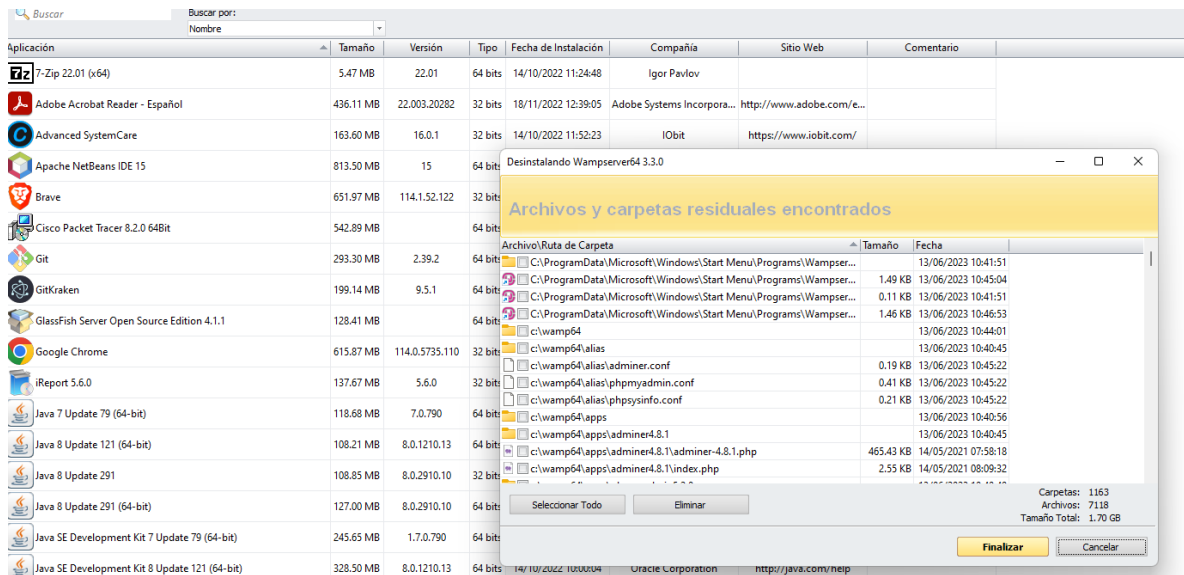 Buscar
Buscar por:
Nombre
Aplicación Tamaño Versión Tipo Fecha de Instalación Compañía Sitio Web Comentario
7-Zip 22.01 (x64) 5.47 MB 22.01 64 bits 14/10/2022 11:24:48 Igor Pavlov
Adobe Acrobat Reader - Español 436.11 MB 22.003.20282 32 bits 18/11/2022 12:39:05 Adobe Systems Incorpora... http://www.adobe.com/e...
Advanced SystemCare 163.60 MB 16.0.1 32 bits 14/10/2022 11:52:23 IObit https://www.iobit.com/
Apache NetBeans IDE 15 813.50 MB 15 64 bits
Brave 651.97 MB 114.1.52.122 32 bits
Cisco Packet Tracer 8.2.0 64Bit 542.89 MB 64 bits
Git 293.30 MB 2.39.2 64 bits
GitKraken 199.14 MB 9.5.1 64 bits
GlassFish Server Open Source Edition 4.1.1 128.41 MB 64 bits
Google Chrome 615.87 MB 114.0.5735.110 32 bits
iReport 5.6.0 137.67 MB 5.6.0 32 bits
Java 7 Update 79 (64-bit) 118.68 MB 7.0.790 64 bits
Java 8 Update 121 (64-bit) 108.21 MB 8.0.1210.13 64 bits
Java 8 Update 291 108.85 MB 8.0.2910.10 32 bits
Java 8 Update 291 (64-bit) 127.00 MB 8.0.2910.10 64 bits
Java SE Development Kit 7 Update 79 (64-bit) 245.65 MB 1.7.0.790 64 bits
Java SE Development Kit 8 Update 121 (64-bit) 328.50 MB 8.0.1210.13 64 bits 14/10/2022 10:00:04 Oracle Corporation http://java.com/help
Desinstalando Wampserver64 3.3.0
Archivos y carpetas residuales encontrados
Archivo\Ruta de Carpeta Tamaño Fecha
C:\ProgramData\Microsoft\Windows\Start Menu\Programs\Wampser... 13/06/2023 10:41:51
C:\ProgramData\Microsoft\Windows\Start Menu\Programs\Wampser... 1.49 KB 13/06/2023 10:45:04
C:\ProgramData\Microsoft\Windows\Start Menu\Programs\Wampser... 0.11 KB 13/06/2023 10:41:51
C:\ProgramData\Microsoft\Windows\Start Menu\Programs\Wampser... 1.46 KB 13/06/2023 10:46:53
c:\wamp64 13/06/2023 10:44:01
c:\wamp64\alias 13/06/2023 10:40:45
c:\wamp64\alias\adminer.conf 0.19 KB 13/06/2023 10:45:22
c:\wamp64\alias\phpmyadmin.conf 0.41 KB 13/06/2023 10:45:22
c:\wamp64\alias\phpsysinfo.conf 0.21 KB 13/06/2023 10:45:22
c:\wamp64\apps 13/06/2023 10:40:56
c:\wamp64\apps\adminer4.8.1 13/06/2023 10:40:45
c:\wamp64\apps\adminer4.8.1\adminer-4.8.1.php 465.43 KB 14/05/2021 07:58:18
c:\wamp64\apps\adminer4.8.1\index.php 2.55 KB 14/05/2021 08:09:32
Seleccionar Todo Eliminar
Carpetas: 1163
Archivos: 7118
Tamaño Total: 1.70 GB
Finalizar Cancelar